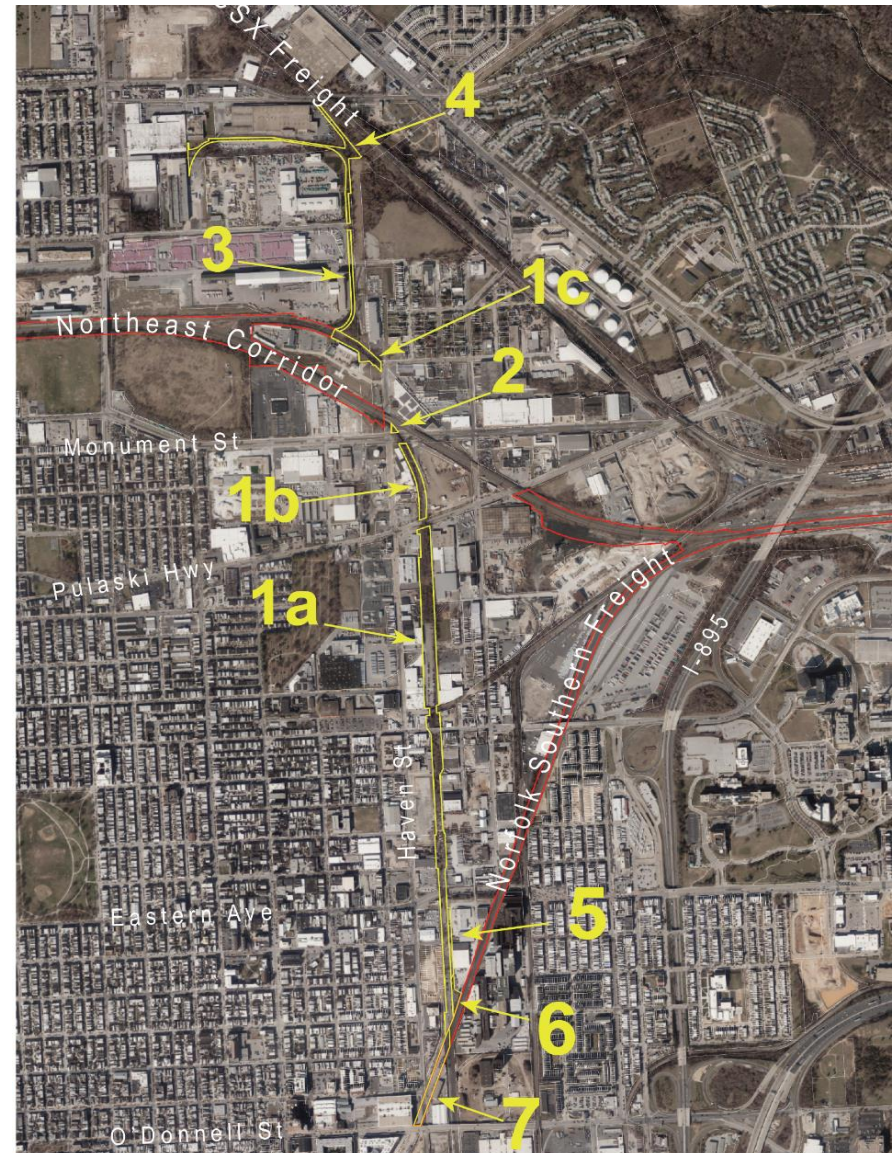 CSX Freight
4
3
1c
Northeast Corridor
2
Monument St
1b
Pulaski Hwy
1a
Norfolk Southern Freight
I-895
Haven St
Eastern Ave
5
6
O'Donnell St
7